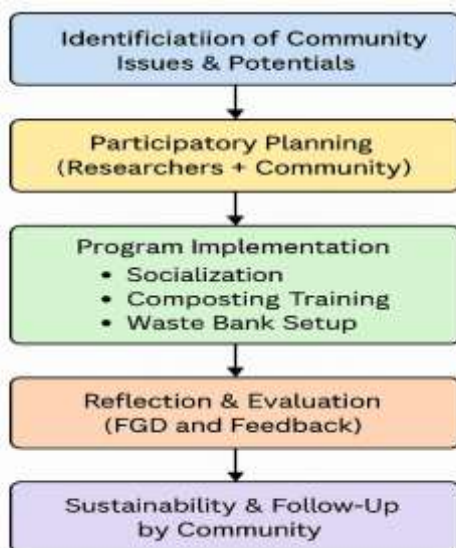 Identificiatiion of Community
Issues & Potentials
Participatory Planning
(Researchers + Community)
Program Implementation
• Socialization
• Composting Training
• Waste Bank Setup
Reflection & Evaluation
(FGD and Feedback)
Sustainability & Follow-Up
by Community